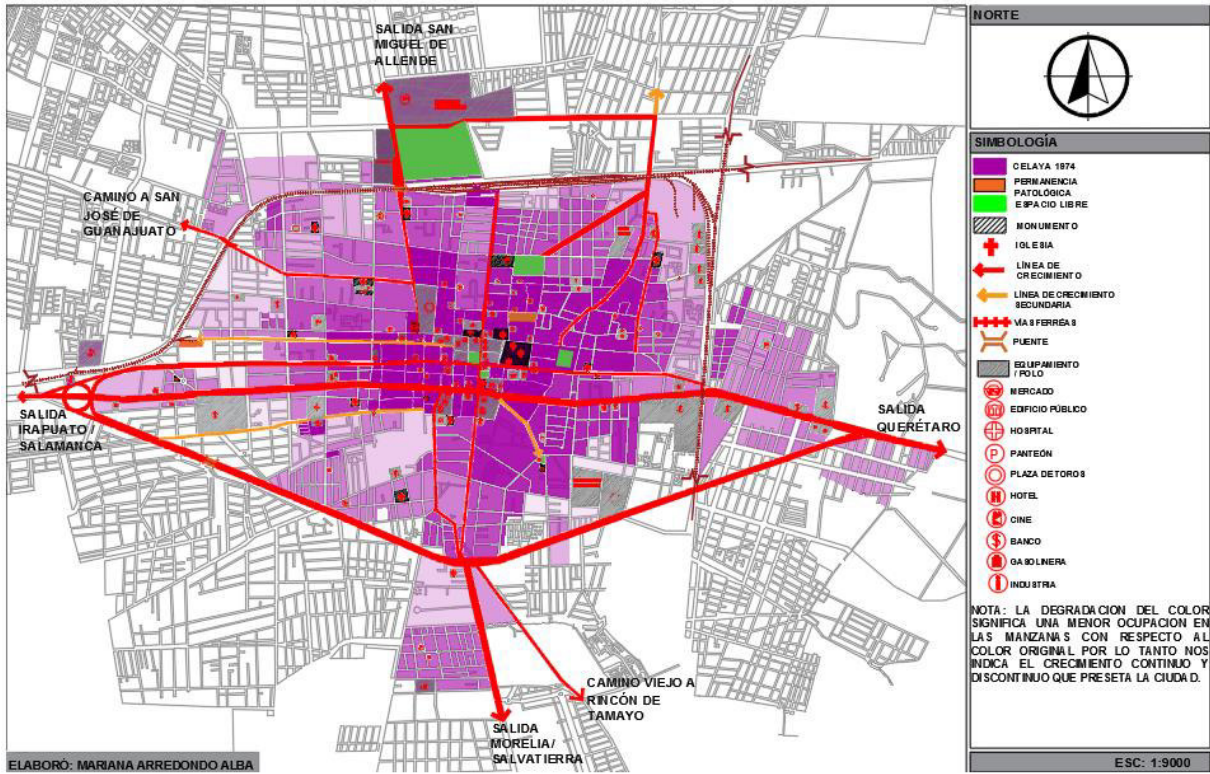 SALIDA SAN
MIGUEL DE
ALLENDE
CAMINO A SAN
JOSÉ DE
GUANAJUATO
SALIDA
IRAPUATO /
SALAMANCA
SALIDA
QUERÉTARO
CAMINO VIEJO A
RINCÓN DE
TAMAYO
SALIDA
MORELIA/
SALVATIERRA
ELABORÓ: MARIANA ARREDONDO ALBA
NORTE
SIMBOLOGÍA
CELAYA 1974
PERMANENCIA
PATOLÓGICA
ESPACIO LIBRE
MONUMENTO
IGLESIA
LÍNEA DE
CRECIMIENTO
LÍNEA DE CRECIMIENTO
SECUNDARIA
VÍAS FERRÉAS
PUENTE
EQUIPAMIENTO
/ POLO
MERCADO
EDIFICIO PÚBLICO
HOSPITAL
P PANTEÓN
PLAZA DE TOROS
H HOTEL
CINE
$ BANCO
GASOLINERA
INDUSTRIA
NOTA: LA DEGRADACION DEL COLOR
SIGNIFICA UNA MENOR OCUPACION EN
LAS MANZANAS CON RESPECTO AL
COLOR ORIGINAL POR LO TANTO NOS
INDICA EL CRECIMIENTO CONTINUO Y
DISCONTINUO QUE PRESETA LA CIUDAD.
ESC: 1:9000